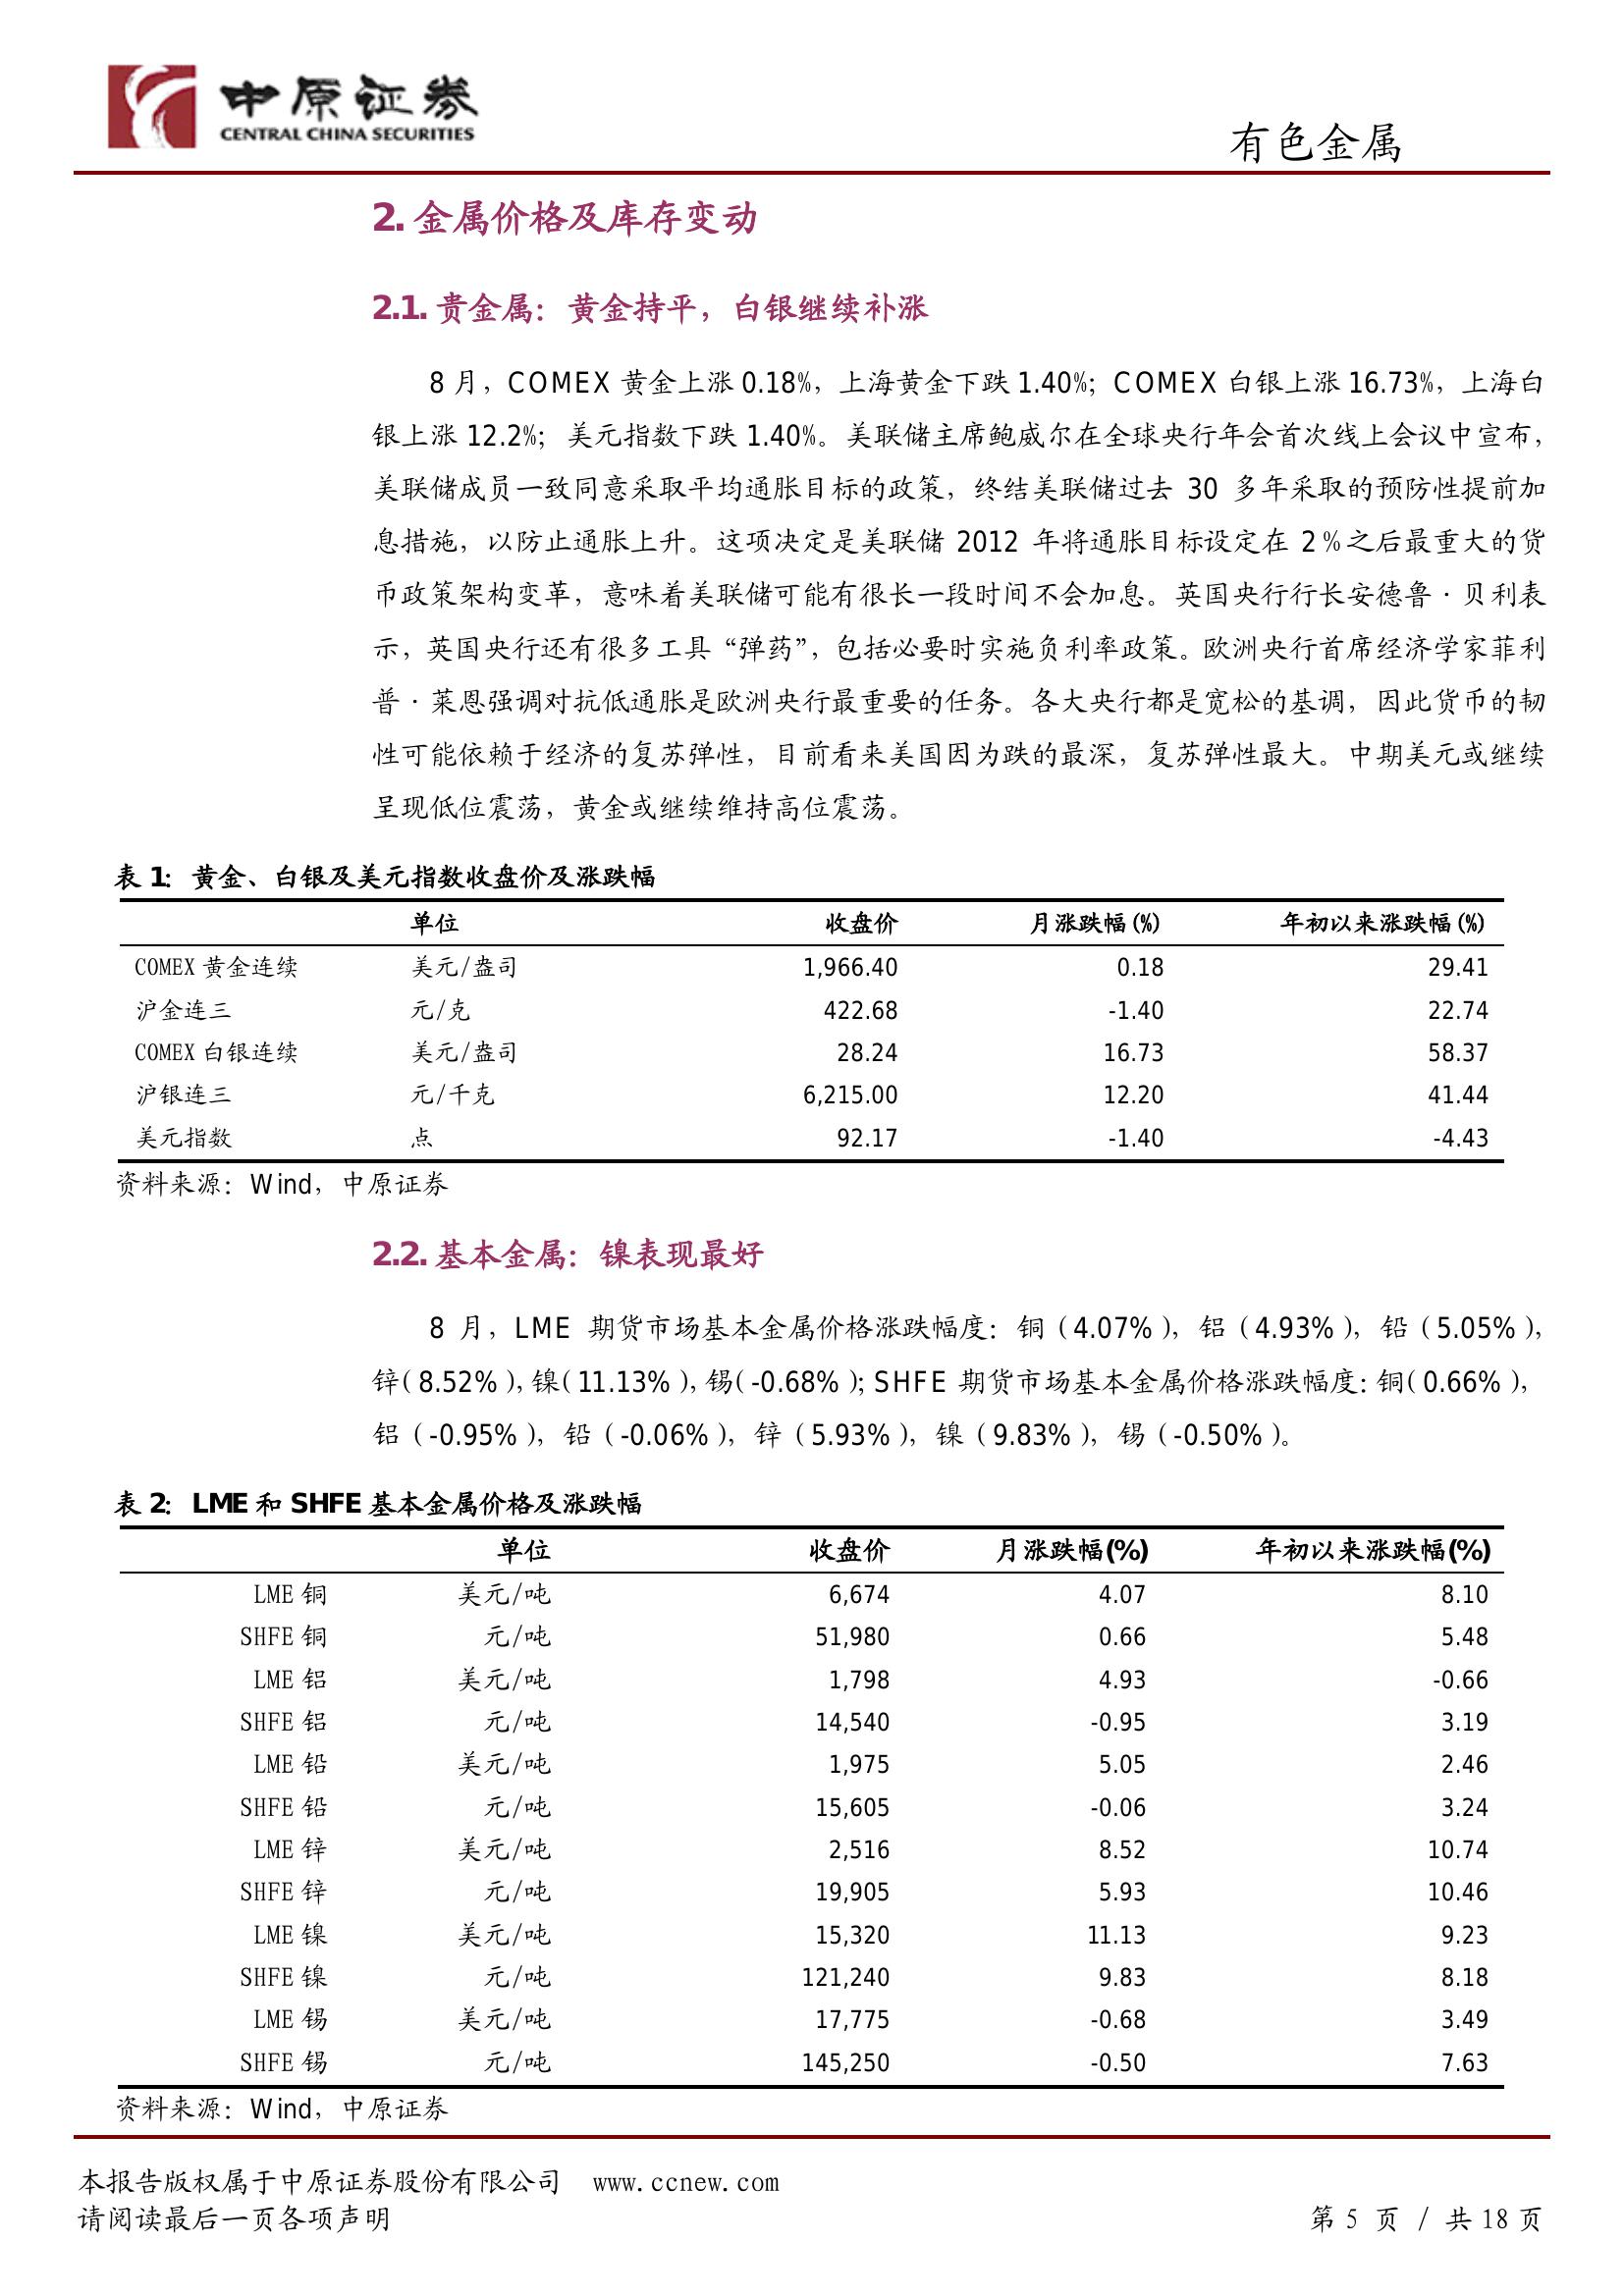 中原证券
CENTRAL CHINA SECURITIES
有色金属
2. 金属价格及库存变动
2.1. 贵金属：黄金持平，白银继续补涨
8 月，COMEX 黄金上涨 0.18%，上海黄金下跌 1.40%；COMEX 白银上涨 16.73%，上海白
银上涨 12.2%；美元指数下跌 1.40%。美联储主席鲍威尔在全球央行年会首次线上会议中宣布，
美联储成员一致同意采取平均通胀目标的政策，终结美联储过去 30 多年采取的预防性提前加
息措施，以防止通胀上升。这项决定是美联储 2012 年将通胀目标设定在 2%之后最重大的货
币政策架构变革，意味着美联储可能有很长一段时间不会加息。英国央行行长安德鲁·贝利表
示，英国央行还有很多工具“弹药”，包括必要时实施负利率政策。欧洲央行首席经济学家菲利
普·莱恩强调对抗低通胀是欧洲央行最重要的任务。各大央行都是宽松的基调，因此货币的韧
性可能依赖于经济的复苏弹性，目前看来美国因为跌的最深，复苏弹性最大。中期美元或继续
呈现低位震荡，黄金或继续维持高位震荡。
表 1：黄金、白银及美元指数收盘价及涨跌幅
单位 收盘价 月涨跌幅(%) 年初以来涨跌幅(%)
COMEX 黄金连续 美元/盎司 1,966.40 0.18 29.41
沪金连三 元/克 422.68 -1.40 22.74
COMEX 白银连续 美元/盎司 28.24 16.73 58.37
沪银连三 元/千克 6,215.00 12.20 41.44
美元指数 点 92.17 -1.40 -4.43
资料来源：Wind，中原证券
2.2. 基本金属：镍表现最好
8 月，LME 期货市场基本金属价格涨跌幅度：铜（4.07%），铝（4.93%），铅（5.05%），
锌（8.52%），镍（11.13%），锡（-0.68%）；SHFE 期货市场基本金属价格涨跌幅度：铜（0.66%），
铝（-0.95%），铅（-0.06%），锌（5.93%），镍（9.83%），锡（-0.50%）。
表 2：LME 和 SHFE 基本金属价格及涨跌幅
单位 收盘价 月涨跌幅(%) 年初以来涨跌幅(%)
LME 铜 美元/吨 6,674 4.07 8.10
SHFE 铜 元/吨 51,980 0.66 5.48
LME 铝 美元/吨 1,798 4.93 -0.66
SHFE 铝 元/吨 14,540 -0.95 3.19
LME 铅 美元/吨 1,975 5.05 2.46
SHFE 铅 元/吨 15,605 -0.06 3.24
LME 锌 美元/吨 2,516 8.52 10.74
SHFE 锌 元/吨 19,905 5.93 10.46
LME 镍 美元/吨 15,320 11.13 9.23
SHFE 镍 元/吨 121,240 9.83 8.18
LME 锡 美元/吨 17,775 -0.68 3.49
SHFE 锡 元/吨 145,250 -0.50 7.63
资料来源：Wind，中原证券
本报告版权属于中原证券股份有限公司 www.ccnew.com
请阅读最后一页各项声明 第 5 页 / 共 18 页